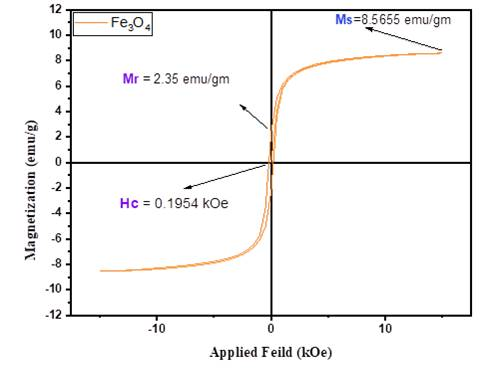 12
10
8
6
4
2
0
-2
-4
-6
-8
-10
-12
Magnetization (emu/g)
Fe₃O₄
Ms=8.5655 emu/gm
Mr = 2.35 emu/gm
Hc = 0.1954 kOe
-10 0 10
Applied Feild (kOe)